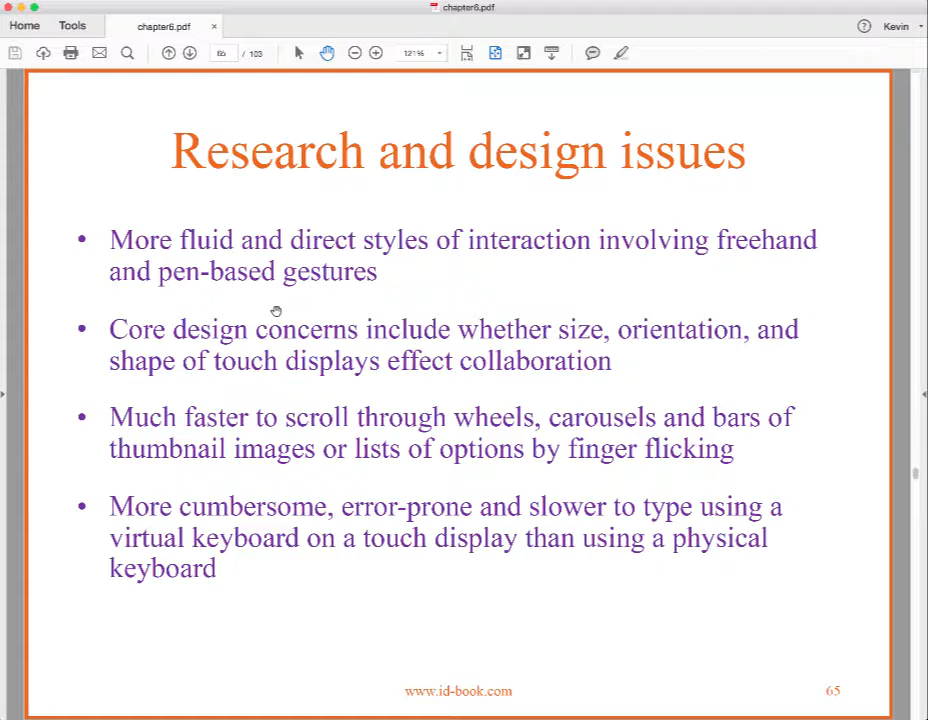 chapter6.pdf
Home Tools chapter6.pdf × ? Kevin
/ 103 121%
Research and design issues
• More fluid and direct styles of interaction involving freehand
and pen-based gestures
• Core design concerns include whether size, orientation, and
shape of touch displays effect collaboration
• Much faster to scroll through wheels, carousels and bars of
thumbnail images or lists of options by finger flicking
• More cumbersome, error-prone and slower to type using a
virtual keyboard on a touch display than using a physical
keyboard
www.id-book.com 65